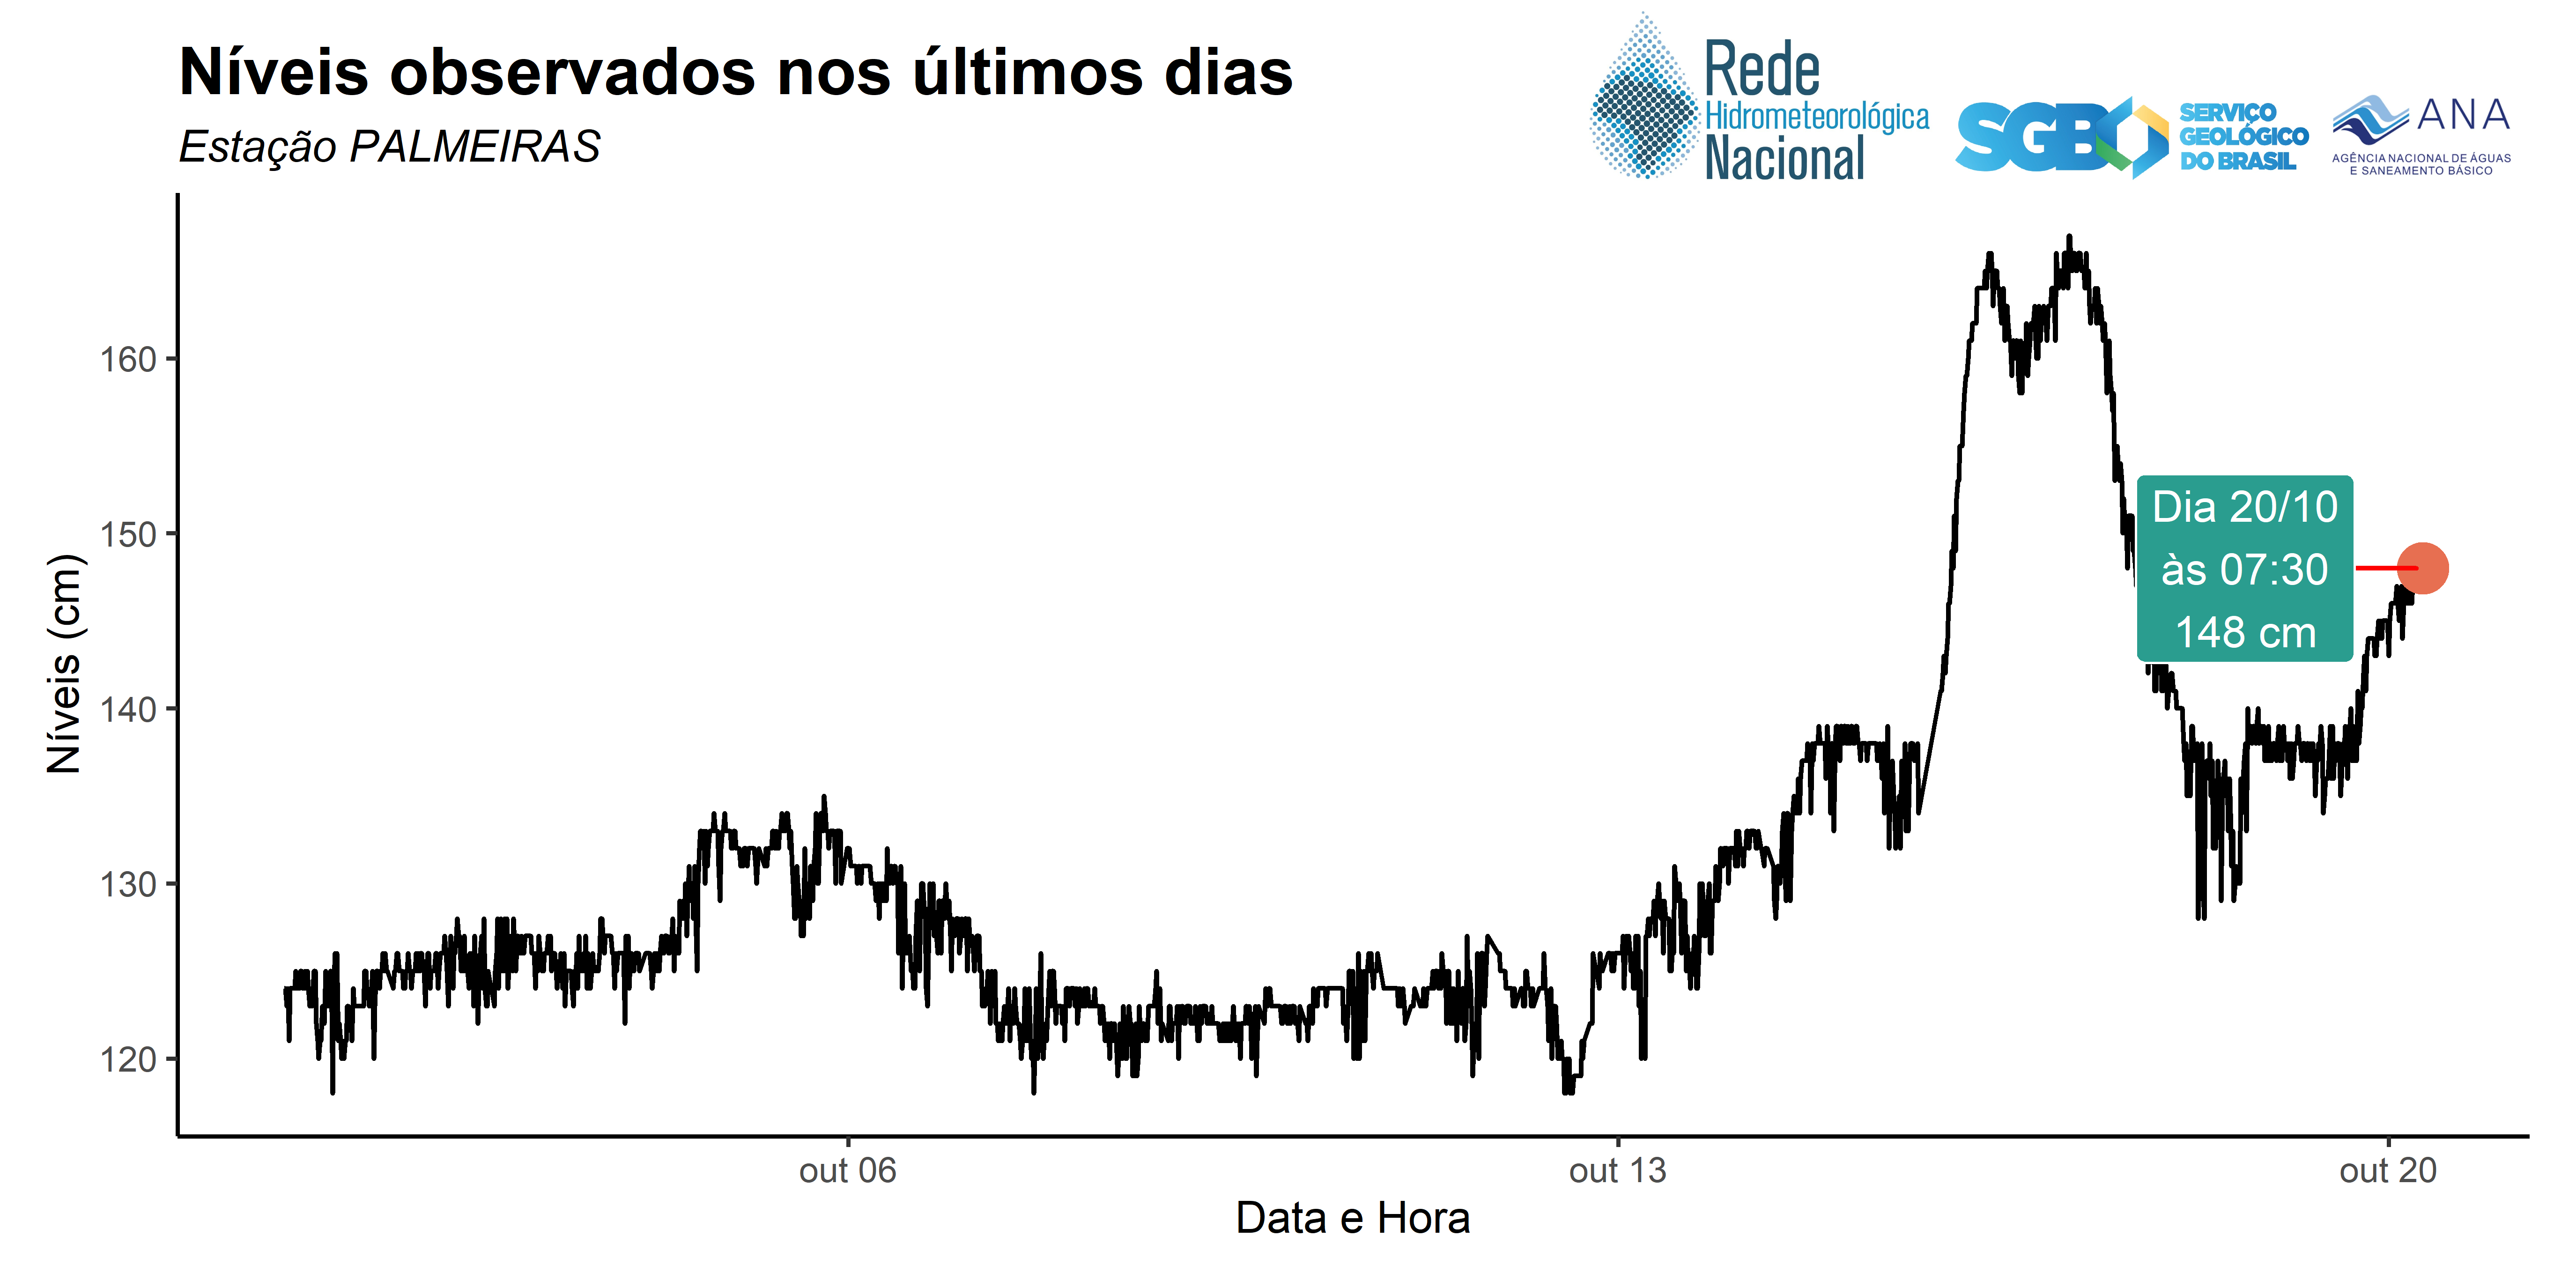 Níveis observados nos últimos dias
Estação PALMEIRAS
Rede
Hidrometeorológica
Nacional
SGB
SERVIÇO
GEOLÓGICO
DO BRASIL
ANA
AGÊNCIA NACIONAL DE ÁGUAS
E SANEAMENTO BÁSICO
Níveis (cm)
160
150
140
130
120
Dia 20/10
às 07:30
148 cm
out 06
out 13
out 20
Data e Hora